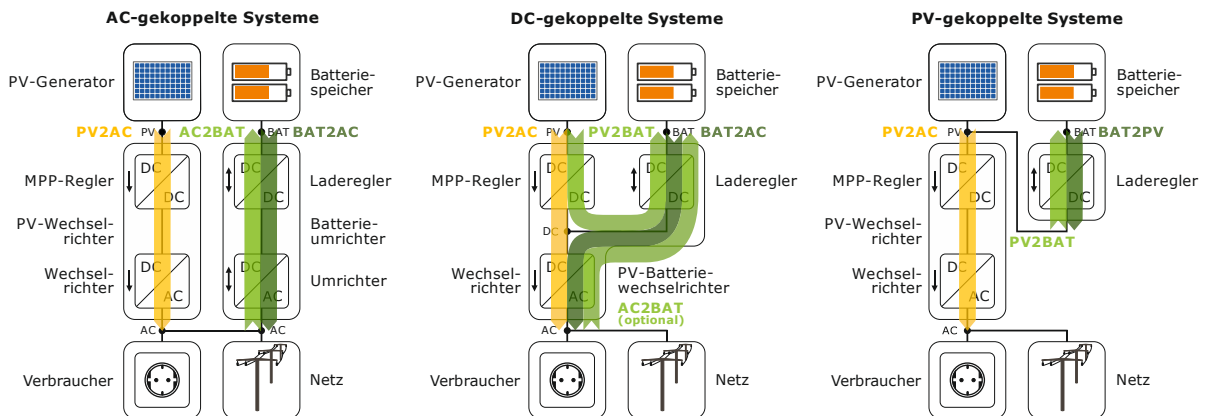 AC-gekoppelte Systeme
PV-Generator
Batterie-
speicher
PV2AC
PV
AC2BAT
BAT
BAT2AC
DC
DC
DC
DC
MPP-Regler
Laderegler
PV-Wechsel-
richter
Batterie-
umrichter
Wechsel-
richter
DC
AC
DC
AC
Umrichter
AC
AC
Verbraucher
Netz
DC-gekoppelte Systeme
PV-Generator
Batterie-
speicher
PV2AC
PV
PV2BAT
BAT
BAT2AC
DC
DC
DC
DC
MPP-Regler
Laderegler
DC
Wechsel-
richter
DC
AC
PV-Batterie-
wechselrichter
AC2BAT
(optional)
AC
Verbraucher
Netz
PV-gekoppelte Systeme
PV-Generator
Batterie-
speicher
PV2AC
PV
BAT
BAT2PV
DC
DC
DC
DC
MPP-Regler
Laderegler
PV-Wechsel-
richter
PV2BAT
Wechsel-
richter
DC
AC
AC
Verbraucher
Netz